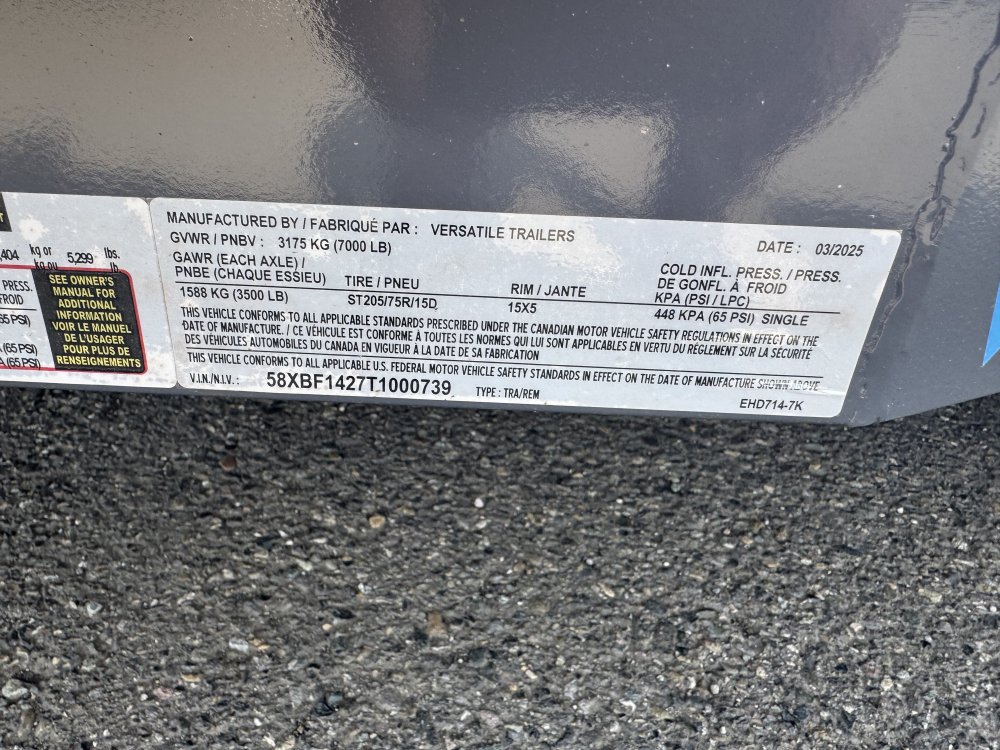 ,404 kg or 5,299 lbs.
kg ou lb
PRESS.
FROID
65 PSI)
(65 PSI)
(65 PSI)
SEE OWNER'S
MANUAL FOR
ADDITIONAL
INFORMATION
VOIR LE MANUEL
DE L'USAGER
POUR PLUS DE
RENSEIGNEMENTS
MANUFACTURED BY / FABRIQUÉ PAR : VERSATILE TRAILERS DATE : 03/2025
GVWR / PNBV : 3175 KG (7000 LB)
GAWR (EACH AXLE) / COLD INFL. PRESS. / PRESS.
PNBE (CHAQUE ESSIEU) TIRE / PNEU RIM / JANTE DE GONFL. À FROID
KPA (PSI / LPC)
1588 KG (3500 LB) ST205/75R/15D 15X5 448 KPA (65 PSI) SINGLE
THIS VEHICLE CONFORMS TO ALL APPLICABLE STANDARDS PRESCRIBED UNDER THE CANADIAN MOTOR VEHICLE SAFETY REGULATIONS IN EFFECT ON THE
DATE OF MANUFACTURE. / CE VÉHICULE EST CONFORME À TOUTES LES NORMES QUI LUI SONT APPLICABLES EN VERTU DU RÈGLEMENT SUR LA SÉCURITÉ
DES VÉHICULES AUTOMOBILES DU CANADA EN VIGUEUR À LA DATE DE SA FABRICATION
THIS VEHICLE CONFORMS TO ALL APPLICABLE U.S. FEDERAL MOTOR VEHICLE SAFETY STANDARDS IN EFFECT ON THE DATE OF MANUFACTURE SHOWN ABOVE
V.I.N./N.I.V.: 58XBF1427T1000739 TYPE : TRA/REM EHD714-7K